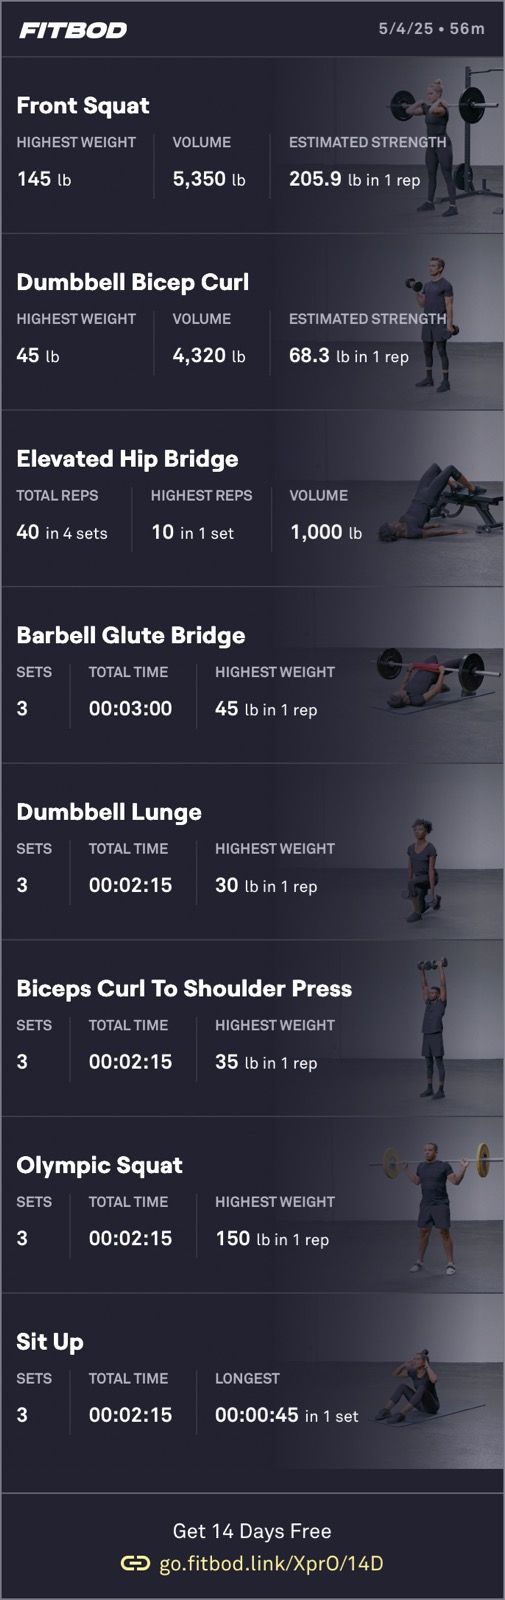 FITBOD
5/4/25 • 56m
Front Squat
HIGHEST WEIGHT VOLUME ESTIMATED STRENGTH
145 lb 5,350 lb 205.9 lb in 1 rep
Dumbbell Bicep Curl
HIGHEST WEIGHT VOLUME ESTIMATED STRENGTH
45 lb 4,320 lb 68.3 lb in 1 rep
Elevated Hip Bridge
TOTAL REPS HIGHEST REPS VOLUME
40 in 4 sets 10 in 1 set 1,000 lb
Barbell Glute Bridge
SETS TOTAL TIME HIGHEST WEIGHT
3 00:03:00 45 lb in 1 rep
Dumbbell Lunge
SETS TOTAL TIME HIGHEST WEIGHT
3 00:02:15 30 lb in 1 rep
Biceps Curl To Shoulder Press
SETS TOTAL TIME HIGHEST WEIGHT
3 00:02:15 35 lb in 1 rep
Olympic Squat
SETS TOTAL TIME HIGHEST WEIGHT
3 00:02:15 150 lb in 1 rep
Sit Up
SETS TOTAL TIME LONGEST
3 00:02:15 00:00:45 in 1 set
Get 14 Days Free
go.fitbod.link/XprO/14D